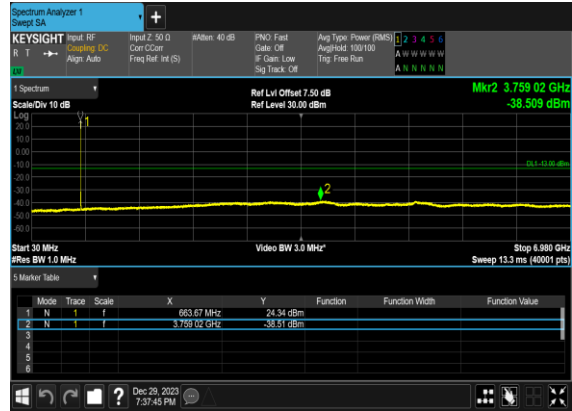 Spectrum Analyzer 1
Swept SA
+
KEYSIGHT
R T
Input: RF
Coupling: DC
Align: Auto
Input Z: 50 Ω
Corr CCorr
Freq Ref: Int (S)
#Atten: 40 dB
PNO: Fast
Gate: Off
IF Gain: Low
Sig Track: Off
Avg Type: Power (RMS)
Avg|Hold: 100/100
Trig: Free Run
1 2 3 4 5 6
A W W W W W
A N N N N N
1 Spectrum
Scale/Div 10 dB
Ref Lvl Offset 7.50 dB
Ref Level 30.00 dBm
Mkr2 3.759 02 GHz
-38.509 dBm
Log
1
20.0
10.0
0.00
-10.0
DL1 -13.00 dBm
-20.0
-30.0
2
-40.0
-50.0
-60.0
Start 30 MHz
#Res BW 1.0 MHz
Video BW 3.0 MHz*
Stop 6.980 GHz
Sweep 13.3 ms (40001 pts)
5 Marker Table
Mode Trace Scale X Y Function Function Width Function Value
1 N 1 f 663.67 MHz 24.34 dBm
2 N 1 f 3.759 02 GHz -38.51 dBm
3
4
5
6
?
Dec 29, 2023
7:37:45 PM